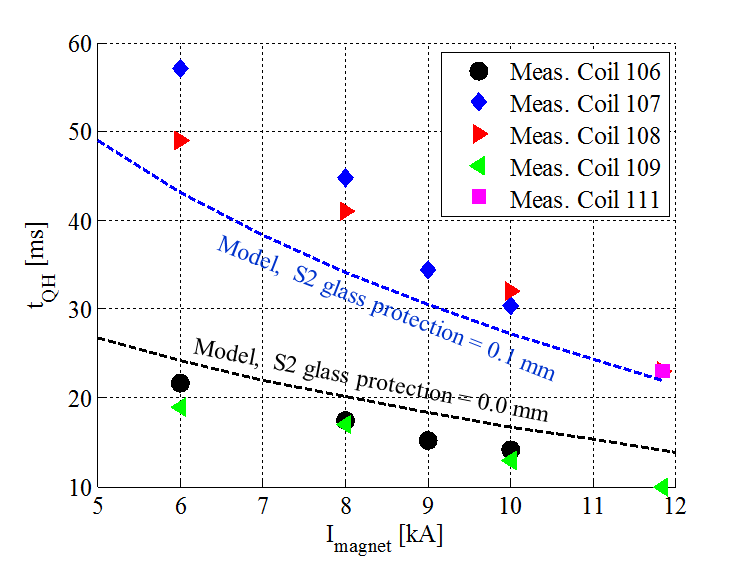 60
50
40
30
20
10
t_QH [ms]
Meas. Coil 106
Meas. Coil 107
Meas. Coil 108
Meas. Coil 109
Meas. Coil 111
Model, S2 glass protection = 0.1 mm
Model, S2 glass protection = 0.0 mm
5 6 7 8 9 10 11 12
I_magnet [kA]